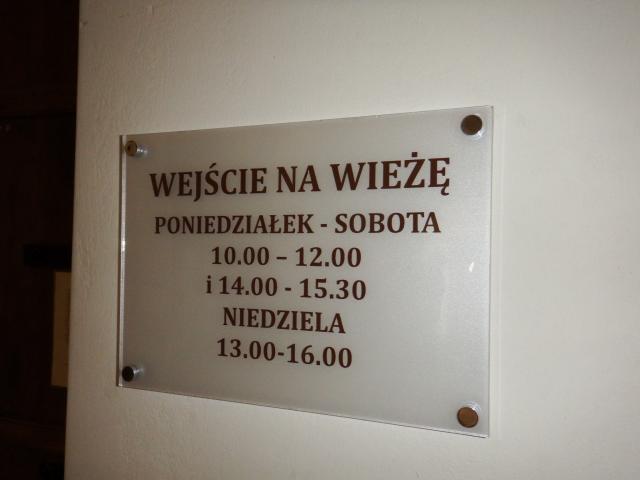 WEJŚCIE NA WIEŻĘ
PONIEDZIAŁEK - SOBOTA
10.00 – 12.00
i 14.00 - 15.30
NIEDZIELA
13.00-16.00